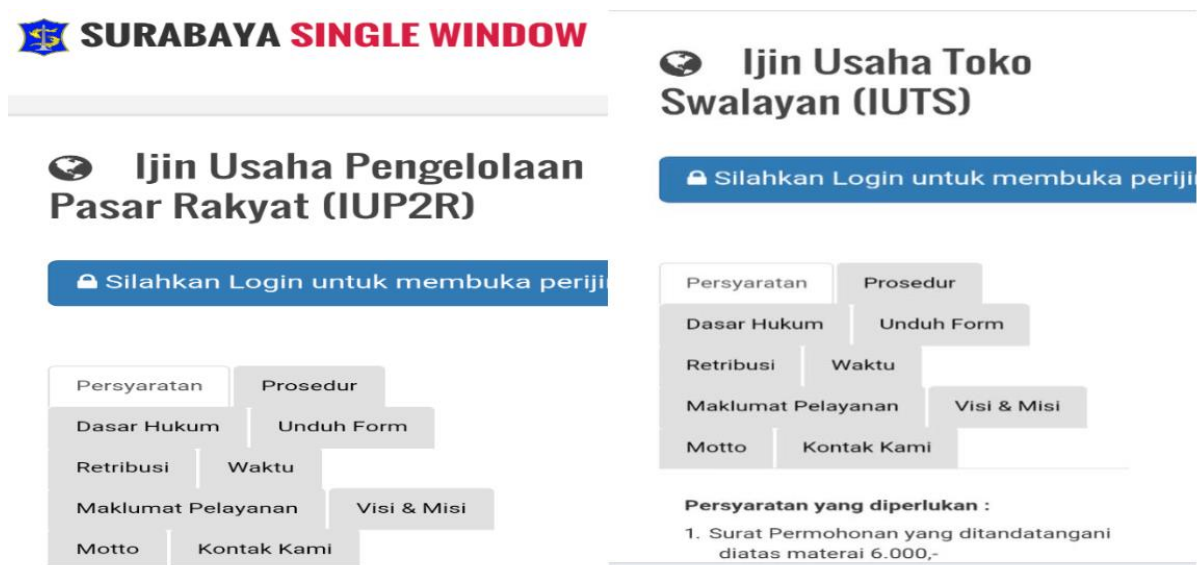 SURABAYA SINGLE WINDOW
Ijin Usaha Pengelolaan
Pasar Rakyat (IUP2R)
Silahkan Login untuk membuka
Persyaratan Prosedur
Dasar Hukum Unduh Form
Retribusi Waktu
Maklumat Pelayanan Visi & Misi
Motto Kontak Kami
Ijin Usaha Toko
Swalayan (IUTS)
Silahkan Login untuk membuka
Persyaratan Prosedur
Dasar Hukum Unduh Form
Retribusi Waktu
Maklumat Pelayanan Visi & Misi
Motto Kontak Kami
Persyaratan yang diperlukan :
1. Surat Permohonan yang ditandatangani
diatas materai 6.000,-